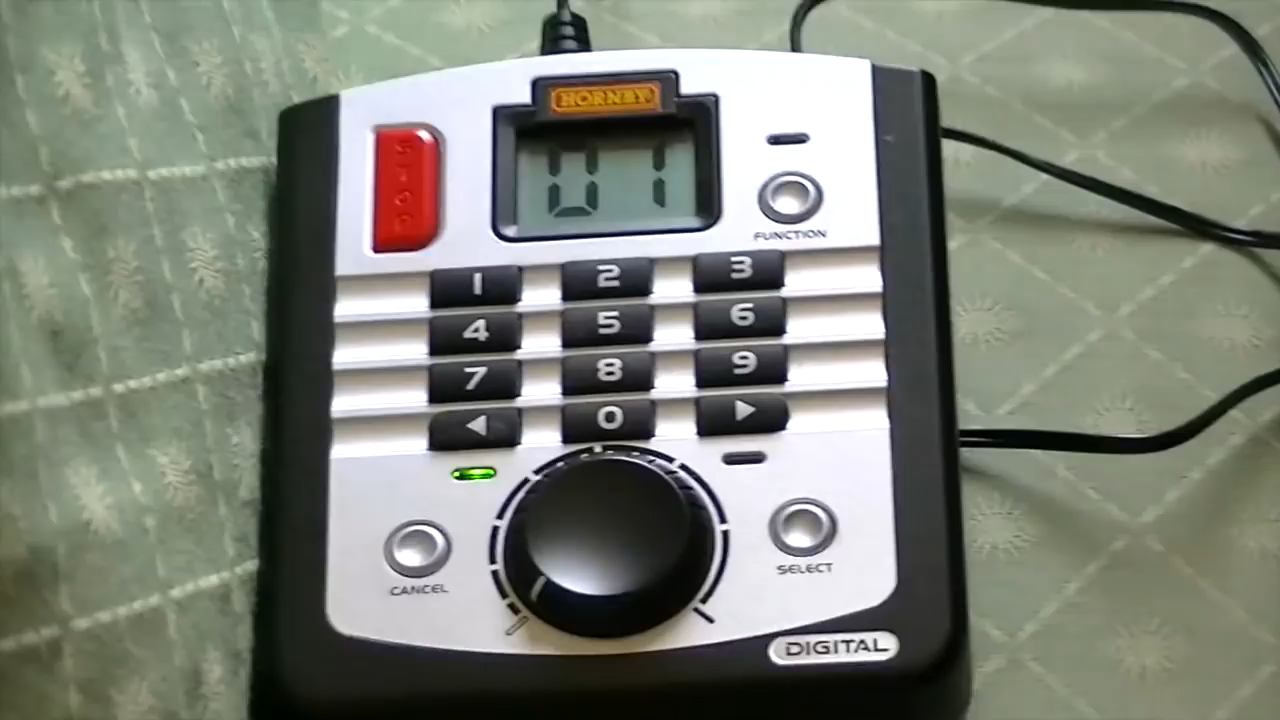 HORNBY
STOP
01
FUNCTION
1 2 3
4 5 6
7 8 9
0
CANCEL
SELECT
DIGITAL